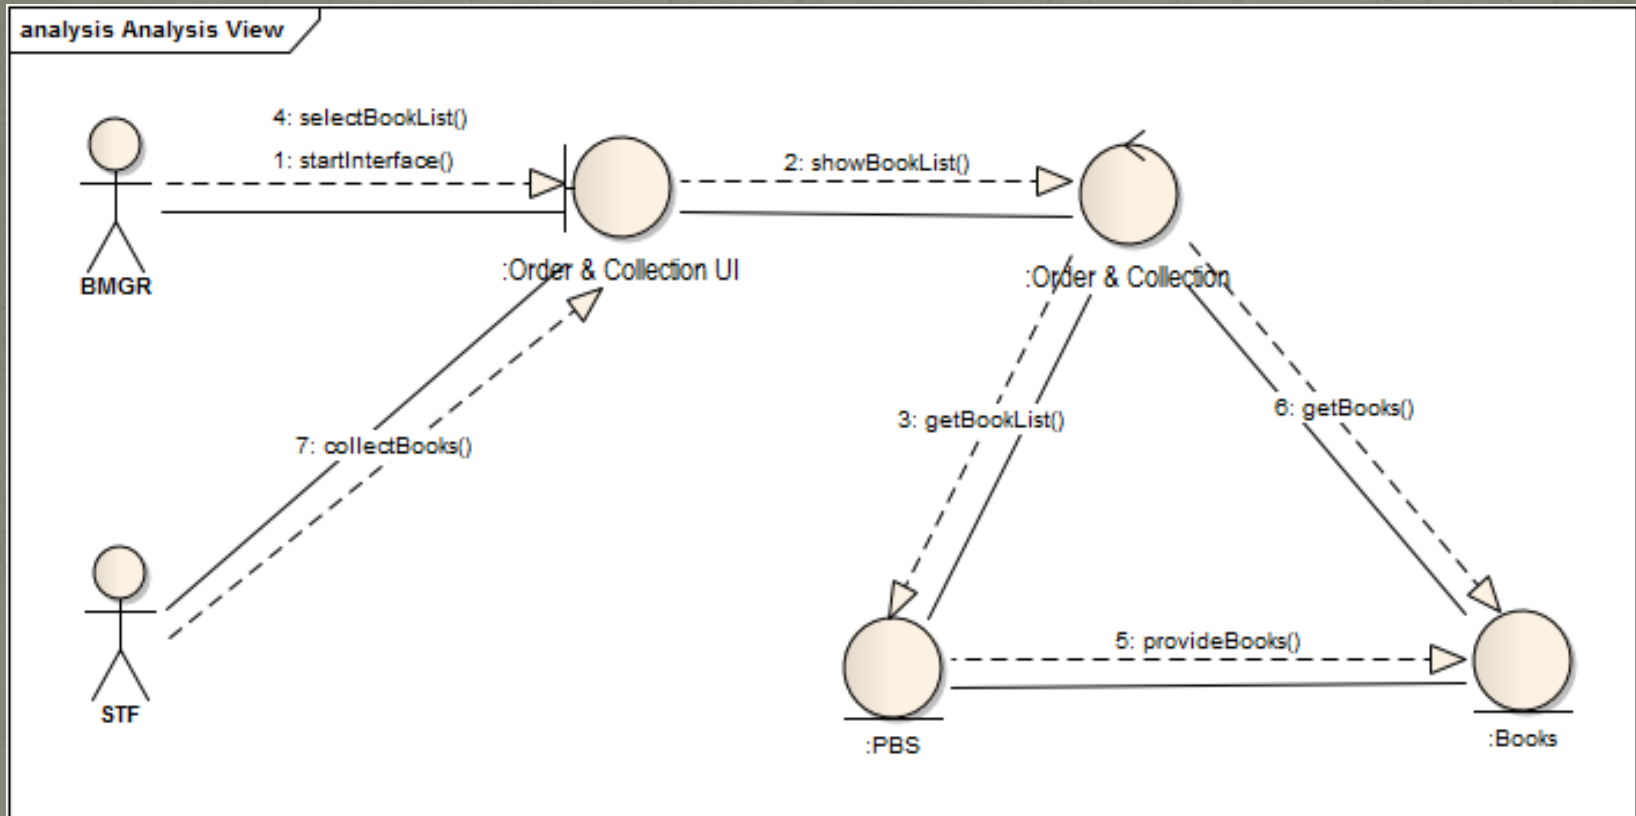 analysis Analysis View
4: selectBookList()
1: startInterface()
2: showBookList()
BMGR
:Order & Collection UI
:Order & Collection
3: getBookList()
6: getBooks()
7: collectBooks()
5: provideBooks()
STF
:PBS
:Books